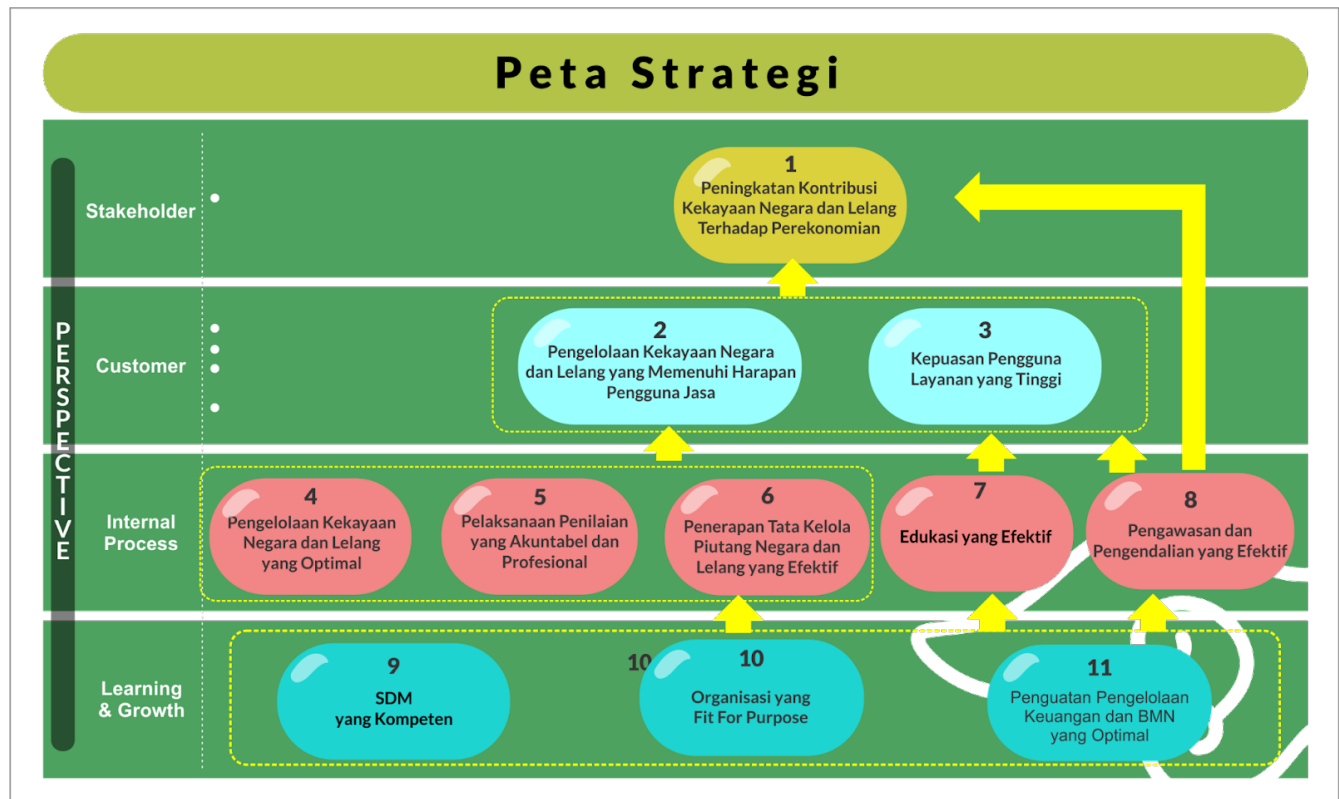 Peta Strategi
PERSPECTIVE
Stakeholder
1
Peningkatan Kontribusi
Kekayaan Negara dan Lelang
Terhadap Perekonomian
Customer
2
Pengelolaan Kekayaan Negara
dan Lelang yang Memenuhi Harapan
Pengguna Jasa
3
Kepuasan Pengguna
Layanan yang Tinggi
Internal
Process
4
Pengelolaan Kekayaan
Negara dan Lelang
yang Optimal
5
Pelaksanaan Penilaian
yang Akuntabel dan
Profesional
6
Penerapan Tata Kelola
Piutang Negara dan
Lelang yang Efektif
7
Edukasi yang Efektif
8
Pengawasan dan
Pengendalian yang Efektif
Learning
& Growth
9
SDM
yang Kompeten
10
10
Organisasi yang
Fit For Purpose
11
Penguatan Pengelolaan
Keuangan dan BMN
yang Optimal